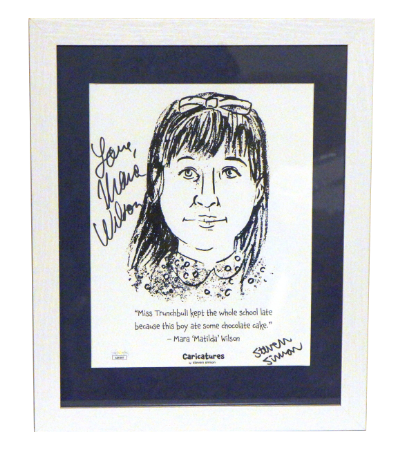 Love,
Mara
Wilson
"Miss Trunchbull kept the whole school late
because this boy ate some chocolate cake."
– Mara 'Matilda' Wilson
Caricatures
Steven
Simon